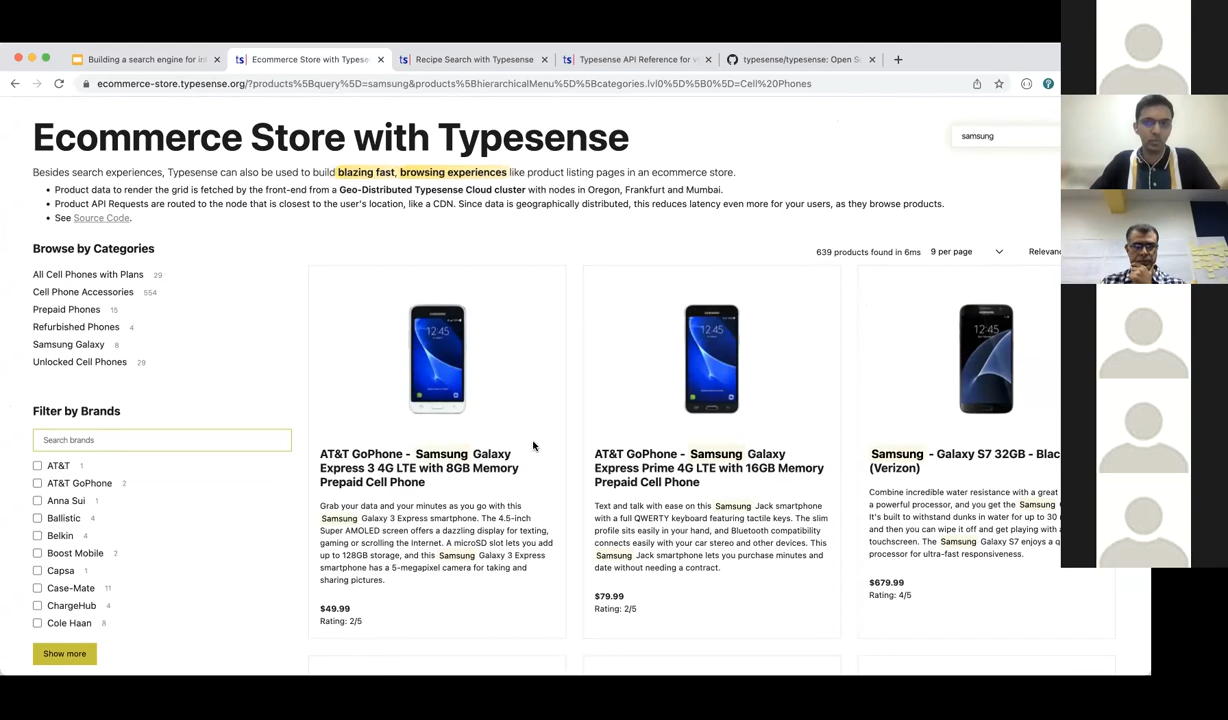 Building a search engine for in
Ecommerce Store with Typese
Recipe Search with Typesense
Typesense API Reference for v
typesense/typesense: Open S
ecommerce-store.typesense.org/?products%5Bquery%5D=samsung&products%5BhierarchicalMenu%5D%5Bcategories.lvl0%5D%5B0%5D=Cell%20Phones
Ecommerce Store with Typesense
samsung
Besides search experiences, Typesense can also be used to build blazing fast, browsing experiences like product listing pages in an ecommerce store.
• Product data to render the grid is fetched by the front-end from a Geo-Distributed Typesense Cloud cluster with nodes in Oregon, Frankfurt and Mumbai.
• Product API Requests are routed to the node that is closest to the user's location, like a CDN. Since data is geographically distributed, this reduces latency even more for your users, as they browse products.
• See Source Code.
Browse by Categories
All Cell Phones with Plans 29
Cell Phone Accessories 554
Prepaid Phones 15
Refurbished Phones 4
Samsung Galaxy 8
Unlocked Cell Phones 29
Filter by Brands
Search brands
AT&T 1
AT&T GoPhone 2
Anna Sui 1
Ballistic 4
Belkin 4
Boost Mobile 2
Capsa 1
Case-Mate 11
ChargeHub 4
Cole Haan 8
Show more
639 products found in 6ms 9 per page Relevanc
12:45
AT&T GoPhone - Samsung Galaxy
Express 3 4G LTE with 8GB Memory
Prepaid Cell Phone
Grab your data and your minutes as you go with this
Samsung Galaxy 3 Express smartphone. The 4.5-inch
Super AMOLED screen offers a dazzling display for texting,
gaming or scrolling the Internet. A microSD slot lets you add
up to 128GB storage, and this Samsung Galaxy 3 Express
smartphone has a 5-megapixel camera for taking and
sharing pictures.
$49.99
Rating: 2/5
12:45
AT&T GoPhone - Samsung Galaxy
Express Prime 4G LTE with 16GB Memory
Prepaid Cell Phone
Text and talk with ease on this Samsung Jack smartphone
with a full QWERTY keyboard featuring tactile keys. The slim
profile sits easily in your hand, and Bluetooth compatibility
connects easily with your car stereo and other devices. This
Samsung Jack smartphone lets you purchase minutes and
date without needing a contract.
$79.99
Rating: 2/5
12:45
Samsung - Galaxy S7 32GB - Blac
(Verizon)
Combine incredible water resistance with a great
a powerful processor, and you get the Samsung
It's built to withstand dunks in water for up to 30
and then can you wipe it off and get playing with
touchscreen. The Samsung Galaxy S7 enjoys a q
processor for ultra-fast responsiveness.
$679.99
Rating: 4/5